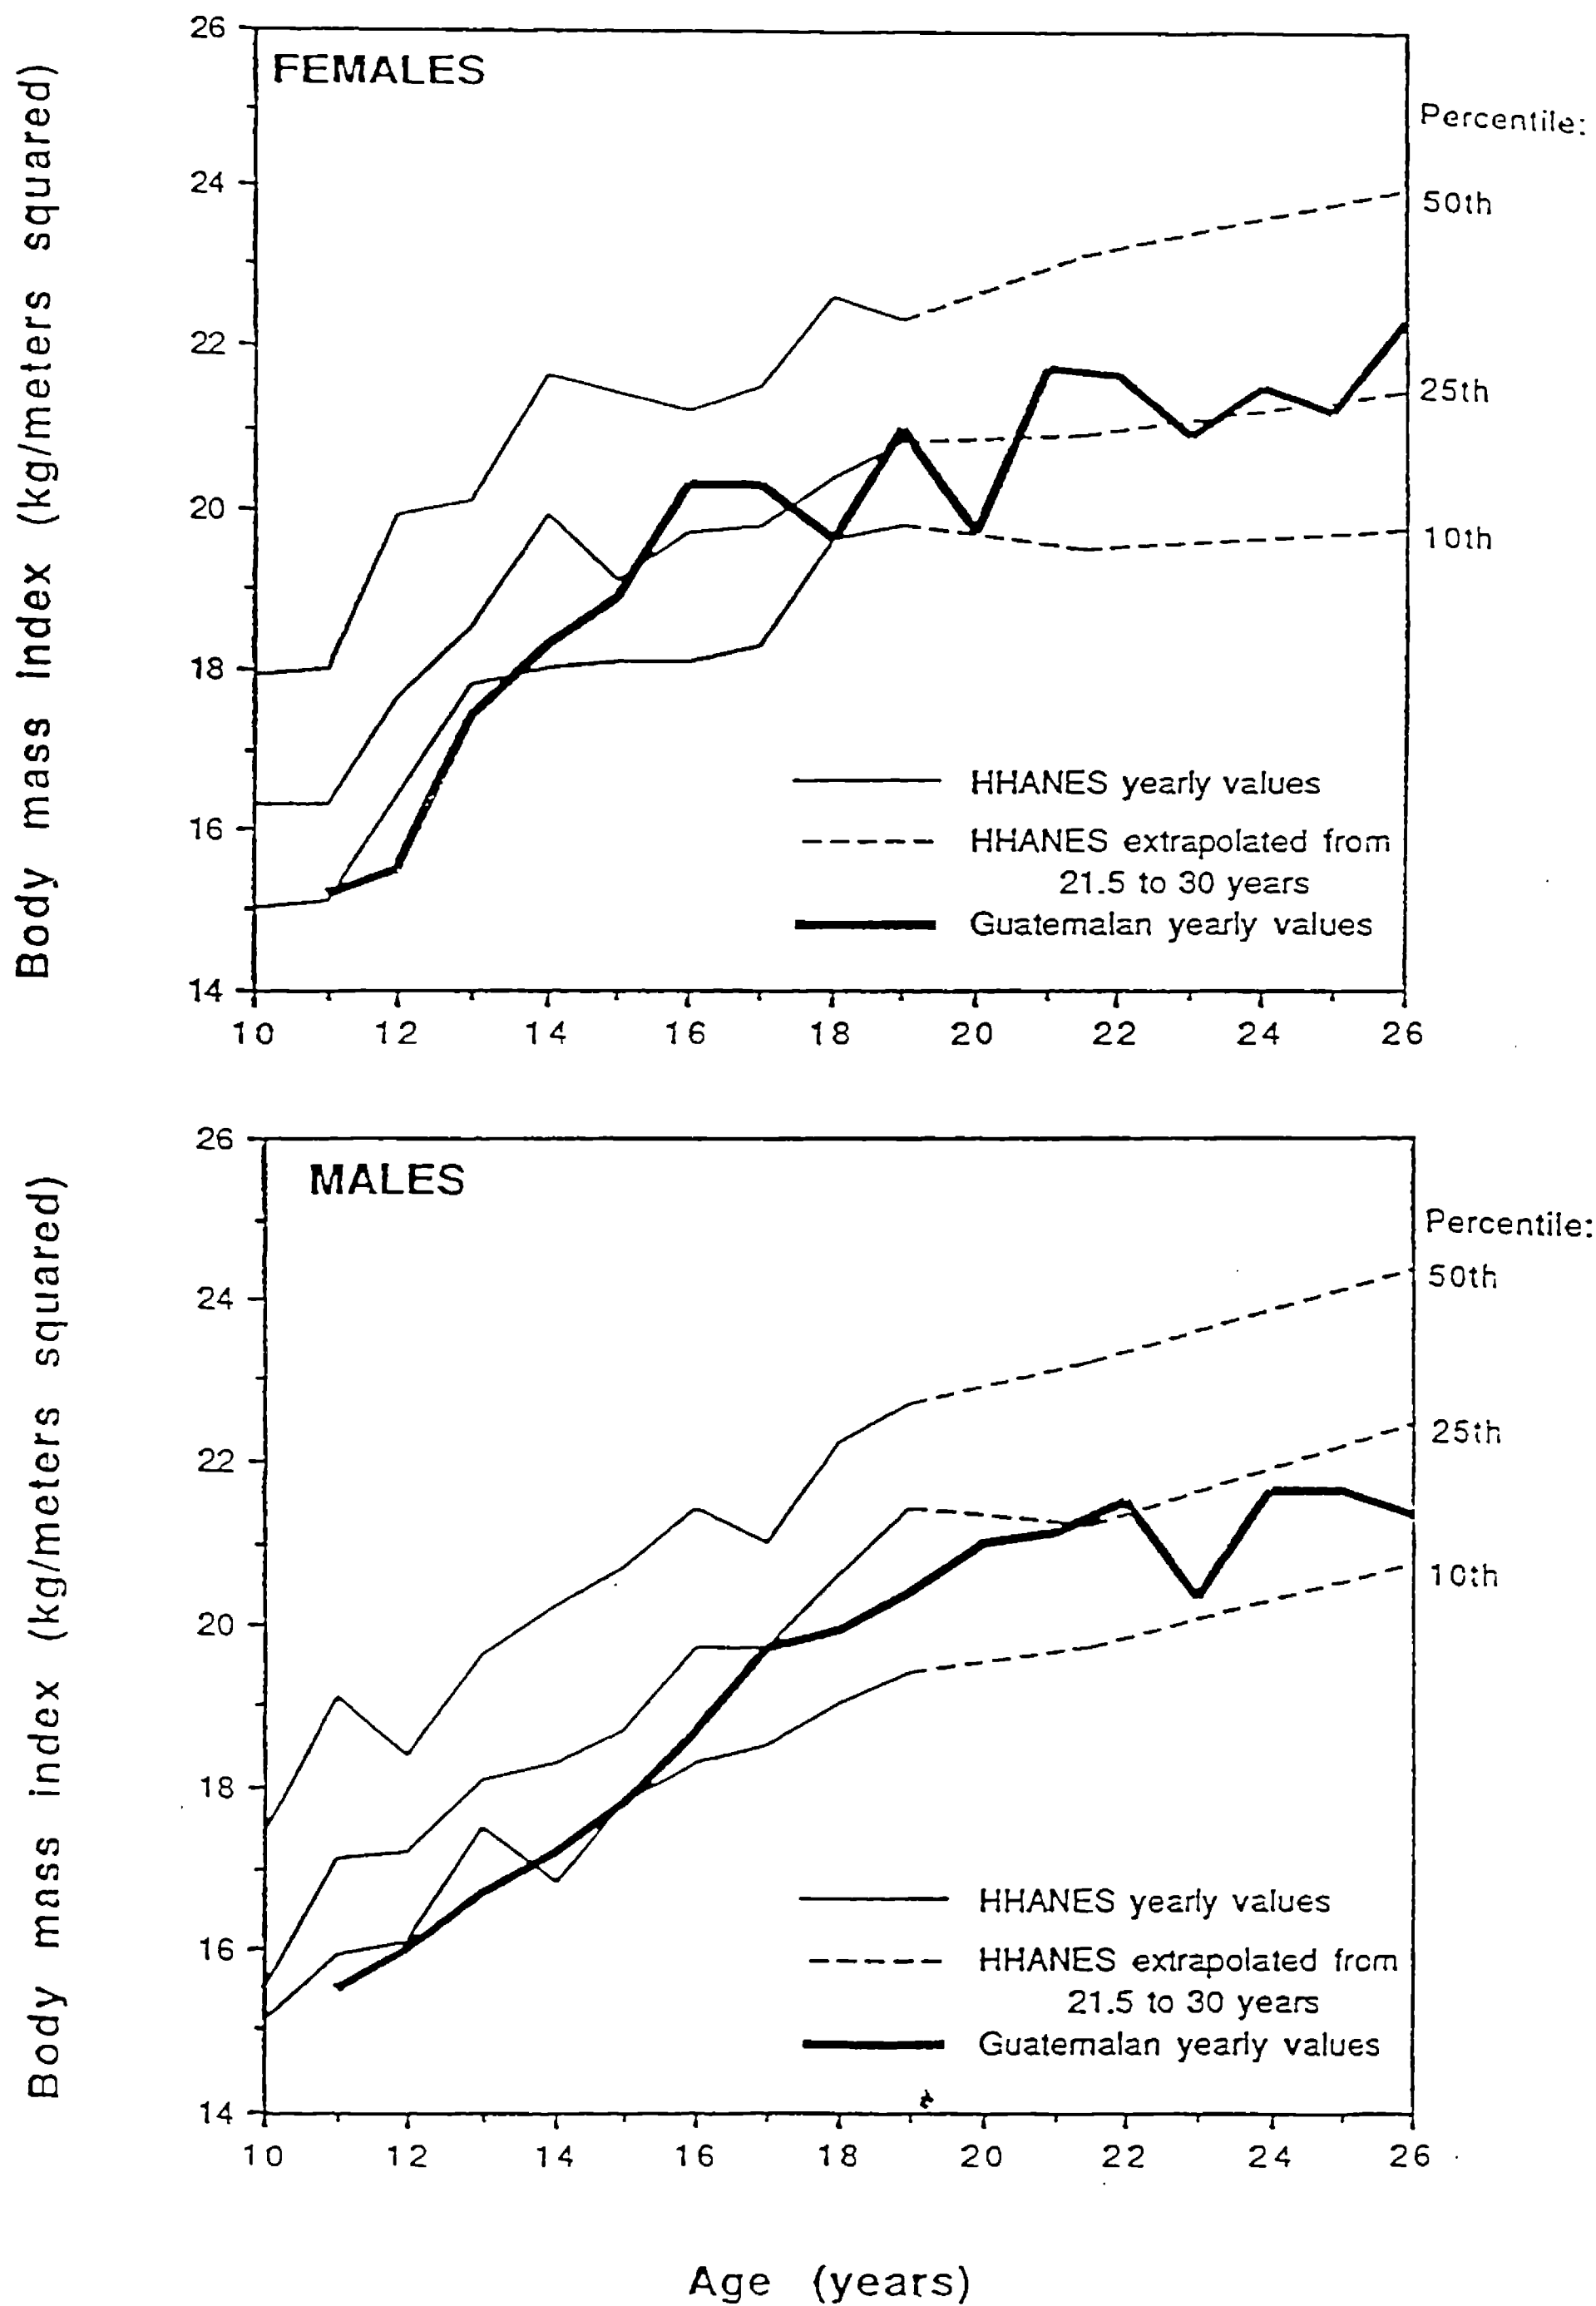 FEMALES
Body mass index (kg/meters squared)
26
24
22
20
18
16
14
Percentile:
50th
25th
10th
HHANES yearly values
HHANES extrapolated from
21.5 to 30 years
Guatemalan yearly values
10 12 14 16 18 20 22 24 26
MALES
Body mass index (kg/meters squared)
26
24
22
20
18
16
14
Percentile:
50th
25th
10th
HHANES yearly values
HHANES extrapolated from
21.5 to 30 years
Guatemalan yearly values
10 12 14 16 18 20 22 24 26
Age (years)